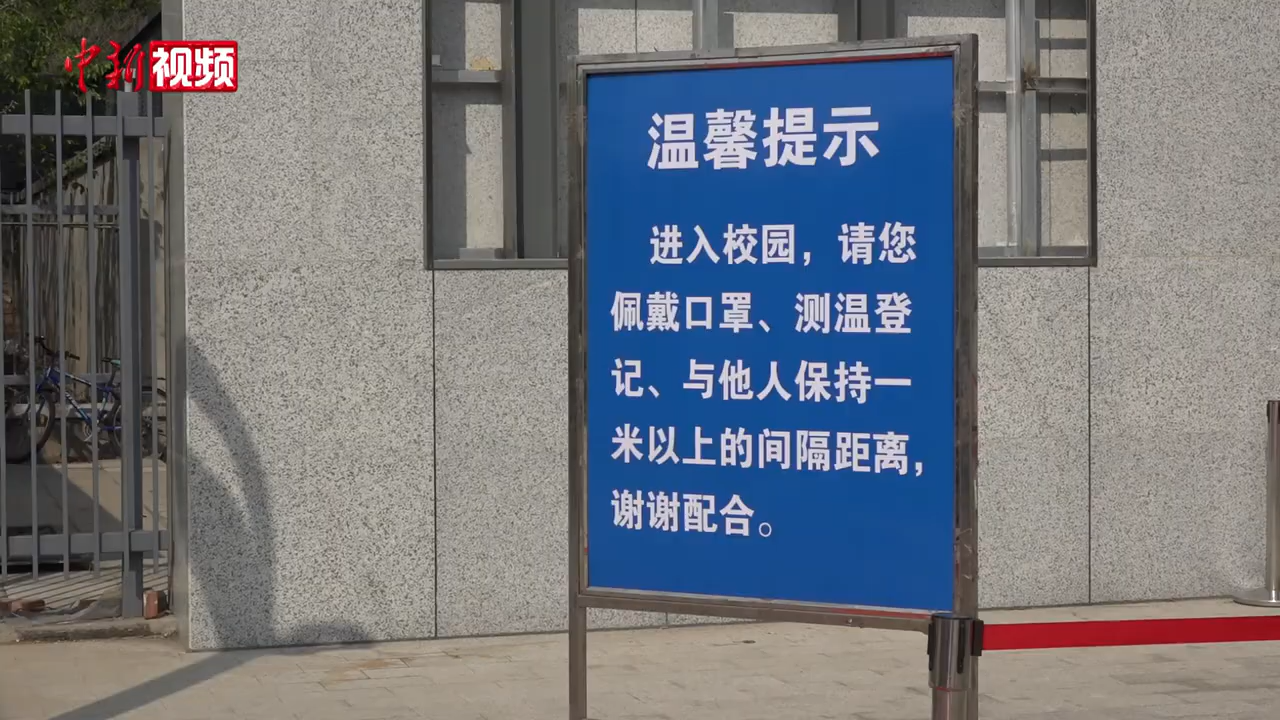 中新视频
温馨提示
进入校园，请您
佩戴口罩、测温登
记、与他人保持一
米以上的间隔距离，
谢谢配合。